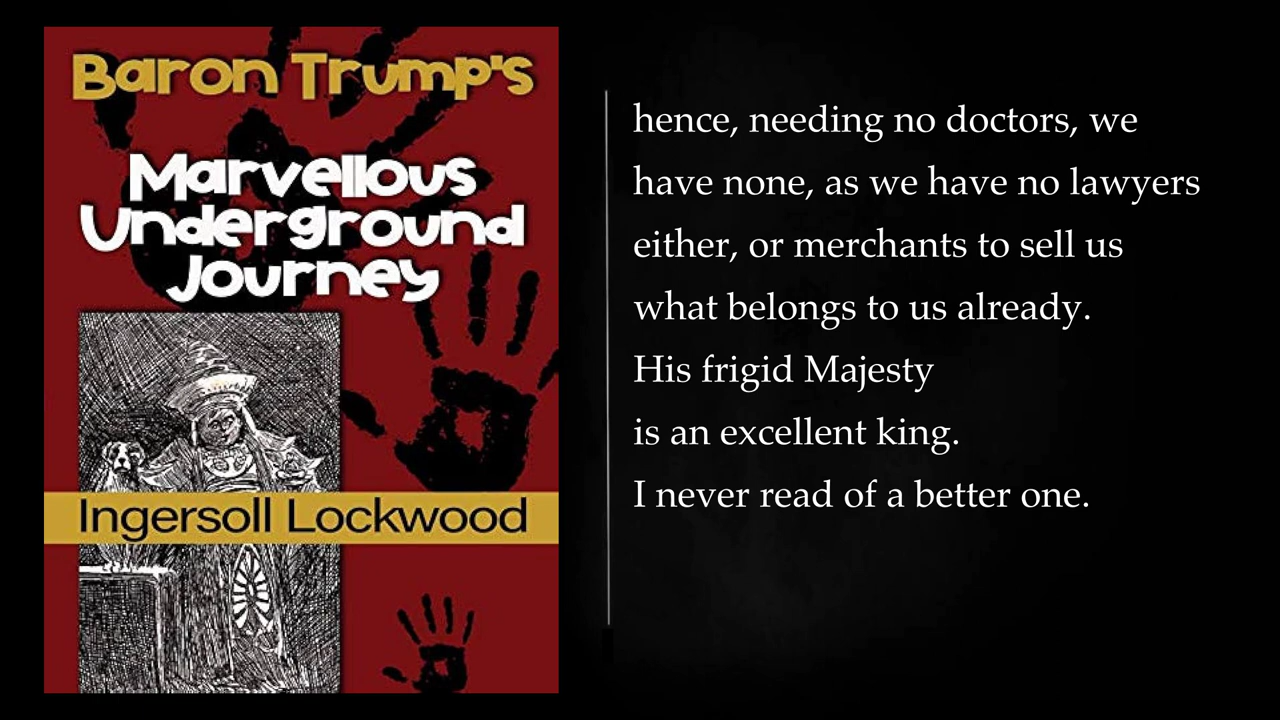 Baron Trump's
Marvellous
Underground
Journey
Ingersoll Lockwood
hence, needing no doctors, we
have none, as we have no lawyers
either, or merchants to sell us
what belongs to us already.
His frigid Majesty
is an excellent king.
I never read of a better one.